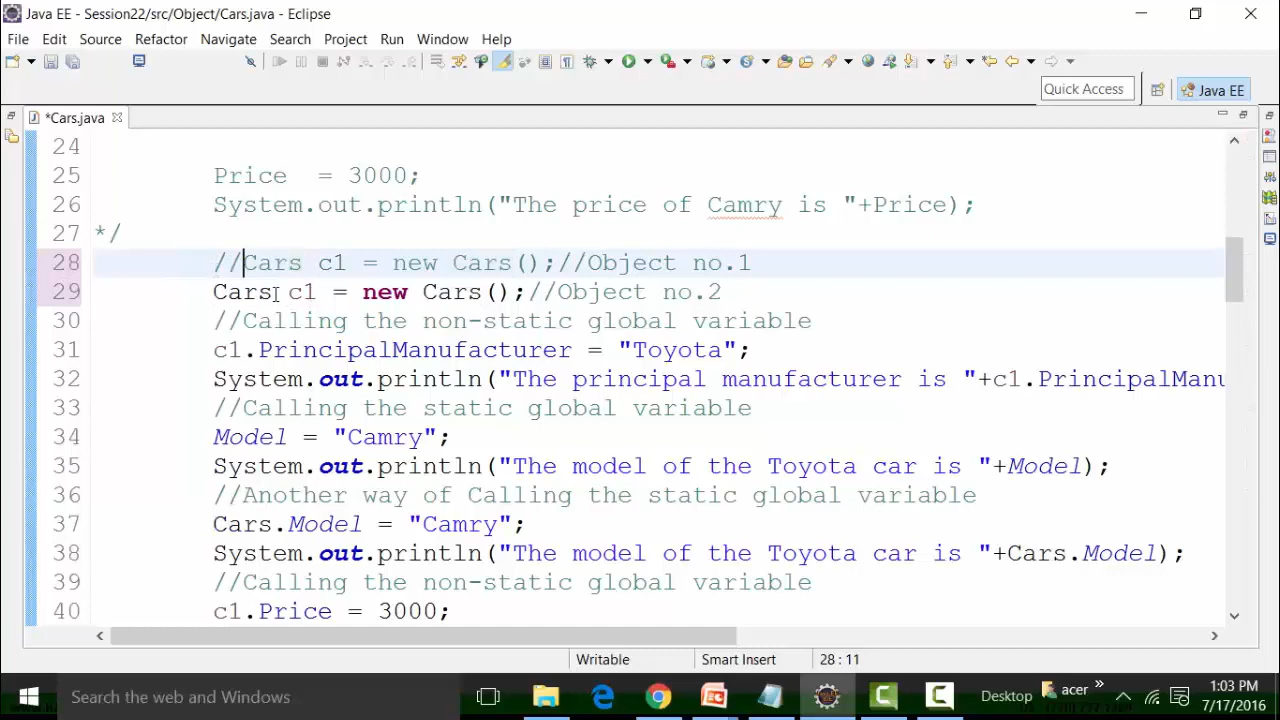 Java EE - Session22/src/Object/Cars.java - Eclipse
File Edit Source Refactor Navigate Search Project Run Window Help
Quick Access Java EE
*Cars.java
24
25 Price = 3000;
26 System.out.println("The price of Camry is "+Price);
27 */
28 //Cars c1 = new Cars();//Object no.1
29 Cars c1 = new Cars();//Object no.2
30 //Calling the non-static global variable
31 c1.PrincipalManufacturer = "Toyota";
32 System.out.println("The principal manufacturer is "+c1.PrincipalManu
33 //Calling the static global variable
34 Model = "Camry";
35 System.out.println("The model of the Toyota car is "+Model);
36 //Another way of Calling the static global variable
37 Cars.Model = "Camry";
38 System.out.println("The model of the Toyota car is "+Cars.Model);
39 //Calling the non-static global variable
40 c1.Price = 3000;
Writable Smart Insert 28 : 11
Search the web and Windows Desktop acer 1:03 PM
7/17/2016